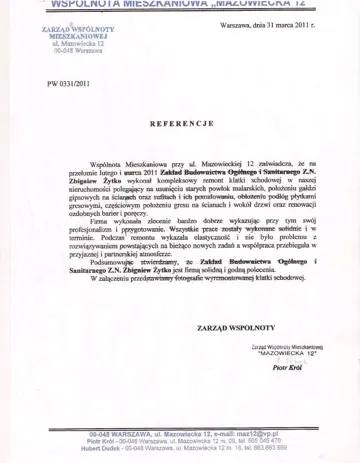 WSPÓLNOTA MIESZKANIOWA „MAZOWIECKA 12"
ZARZĄD WSPÓLNOTY
MIESZKANIOWEJ
ul. Mazowiecka 12
00-048 Warszawa
Warszawa, dnia 31 marca 2011 r.
PW 0331/2011
REFERENCJE
Wspólnota Mieszkaniowa przy ul. Mazowieckiej 12 zaświadcza, że na
przełomie lutego i marca 2011 Zakład Budownictwa Ogólnego i Sanitarnego Z.N.
Zbigniew Żytko wykonał kompleksowy remont klatki schodowej w naszej
nieruchomości polegający na usunięciu starych powłok malarskich, położeniu gładzi
gipsowych na ścianach oraz sufitach i ich pomalowaniu, obłożeniu podłóg płytkami
gresowymi, częściowym położeniu gresu na ścianach i wokół drzwi oraz renowacji
ozdobnych barier i poręczy.
Firma wykonała zlecenie bardzo dobrze wykazując przy tym swój
profesjonalizm i przygotowanie. Wszystkie prace zostały wykonane solidnie i w
terminie. Podczas remontu wykazała elastyczność i nie było problemu z
rozwiązywaniem powstających na bieżąco nowych zadań a współpraca przebiegała w
przyjaznej i partnerskiej atmosferze.
Podsumowując stwierdzamy, że Zakład Budownictwa Ogólnego i
Sanitarnego Z.N. Zbigniew Żytko jest firmą solidną i godną polecenia.
W załączeniu przedstawiamy fotografie wyremontowanej klatki schodowej.
ZARZĄD WSPÓLNOTY
Zarząd Wspólnoty Mieszkaniowej
"MAZOWIECKA 12"
Piotr Król
00-048 WARSZAWA, ul. Mazowiecka 12, e-mail: maz12@vp.pl
Piotr Król - 00-048 Warszawa, ul. Mazowiecka 12 m. 09, tel. 505 045 470
Hubert Dudek - 00-048 Warszawa, ul. Mazowiecka 12 m. 16, tel. 663 663 669